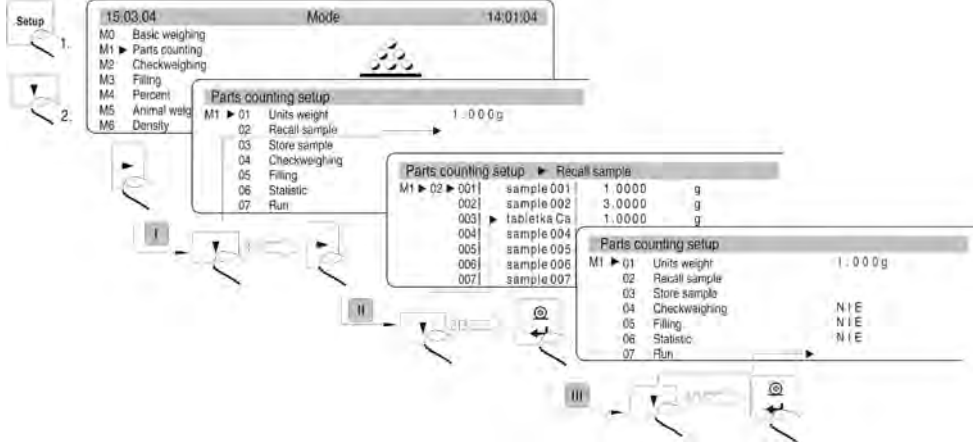 Setup
1.
2.
15.03.04 Mode 14:01:04
M0 Basic weighing
M1 ► Parts counting
M2 Checkweighing
M3 Filling
M4 Percent
M5 Animal weig
M6 Density
Parts counting setup
M1 ► 01 Units weight 1.000g
02 Recall sample
03 Store sample
04 Checkweighing
05 Filling
06 Statistic
07 Run
I
Parts counting setup ► Recall sample
M1 ► 02 ► 001 sample 001 1.0000 g
002 sample 002 3.0000 g
003 ► tabletka Ca 1.0000 g
004 sample 004
005 sample 005
006 sample 006
007 sample 007
II
Parts counting setup
M1 ► 01 Units weight 1.000g
02 Recall sample
03 Store sample
04 Checkweighing NIE
05 Filling NIE
06 Statistic NIE
07 Run
III